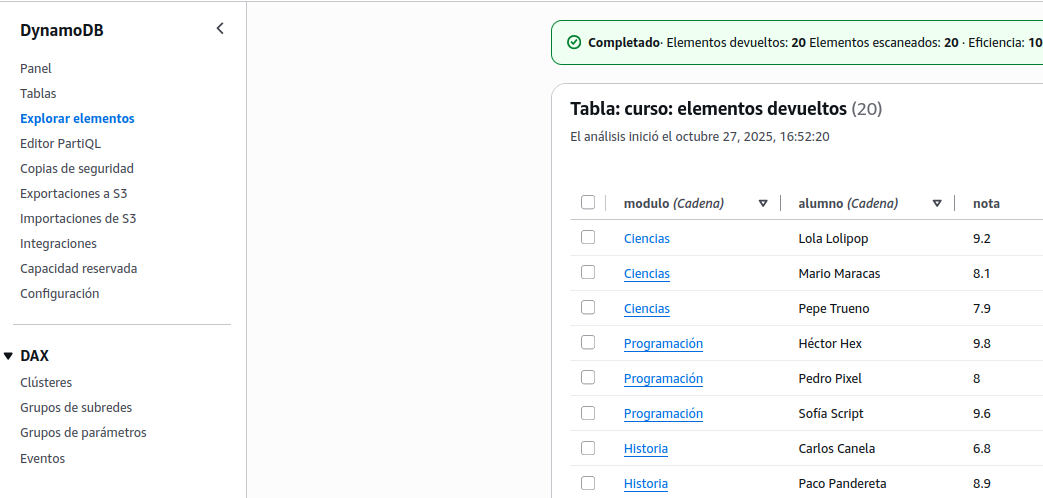 DynamoDB
Panel
Tablas
Explorar elementos
Editor PartiQL
Copias de seguridad
Exportaciones a S3
Importaciones de S3
Integraciones
Capacidad reservada
Configuración
DAX
Clústeres
Grupos de subredes
Grupos de parámetros
Eventos
Completado· Elementos devueltos: 20 Elementos escaneados: 20 · Eficiencia: 10
Tabla: curso: elementos devueltos (20)
El análisis inició el octubre 27, 2025, 16:52:20
modulo (Cadena) alumno (Cadena) nota
Ciencias Lola Lolipop 9.2
Ciencias Mario Maracas 8.1
Ciencias Pepe Trueno 7.9
Programación Héctor Hex 9.8
Programación Pedro Pixel 8
Programación Sofía Script 9.6
Historia Carlos Canela 6.8
Historia Paco Pandereta 8.9